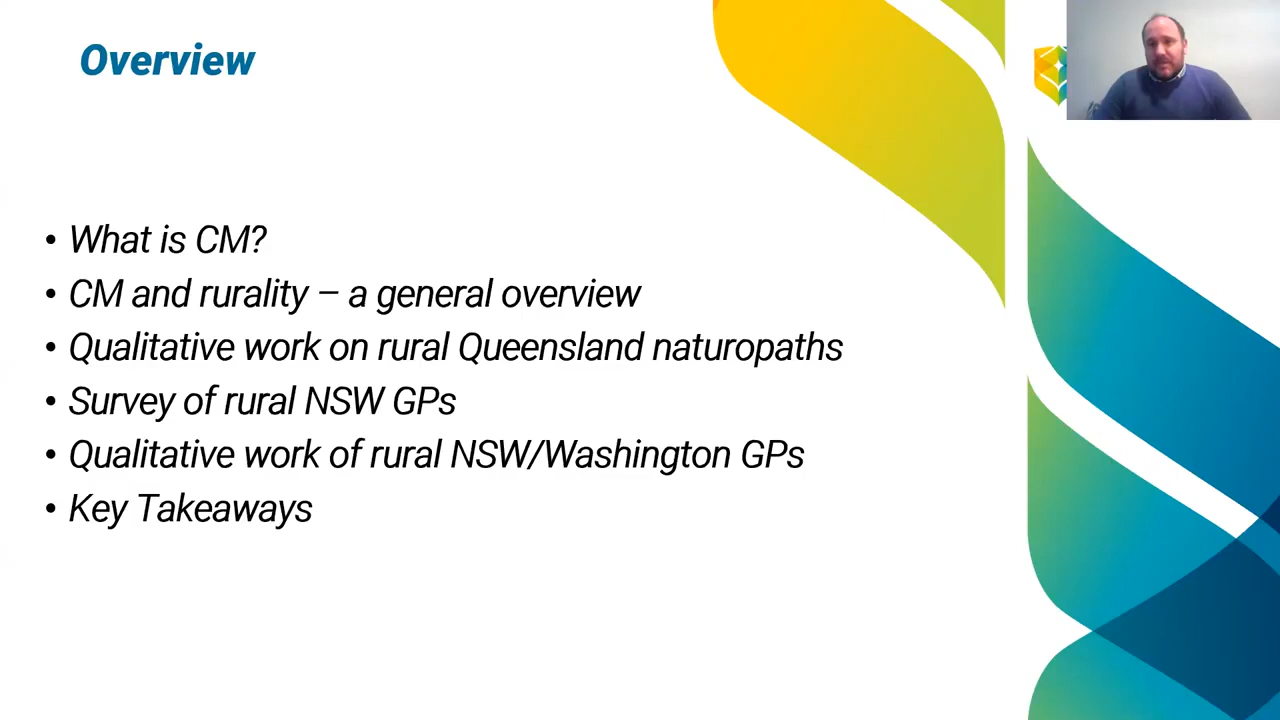 Overview
• What is CM?
• CM and rurality – a general overview
• Qualitative work on rural Queensland naturopaths
• Survey of rural NSW GPs
• Qualitative work of rural NSW/Washington GPs
• Key Takeaways